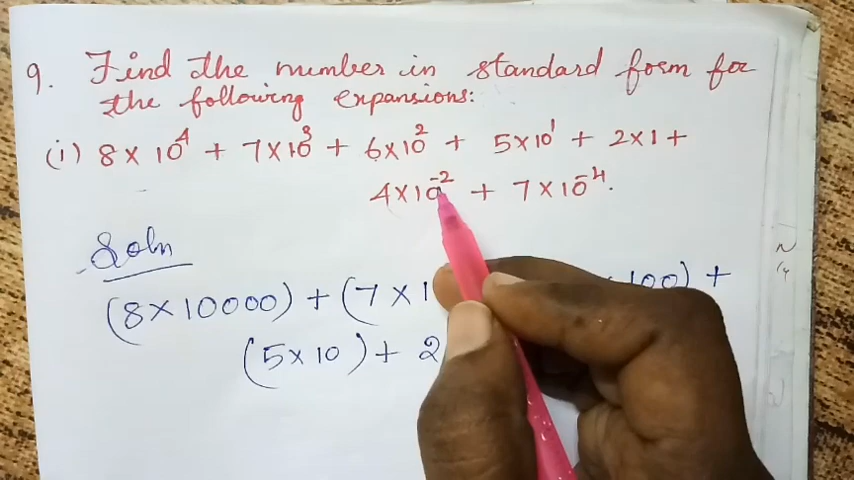 9. Find the number in standard form for
the following expansions:
(i) 8 × 10⁴ + 7 × 10³ + 6 × 10² + 5 × 10¹ + 2 × 1 +
4 × 10⁻² + 7 × 10⁻⁴.
Soln
(8 × 10000) + (7 × 1 × 100) +
(5 × 10) + 2